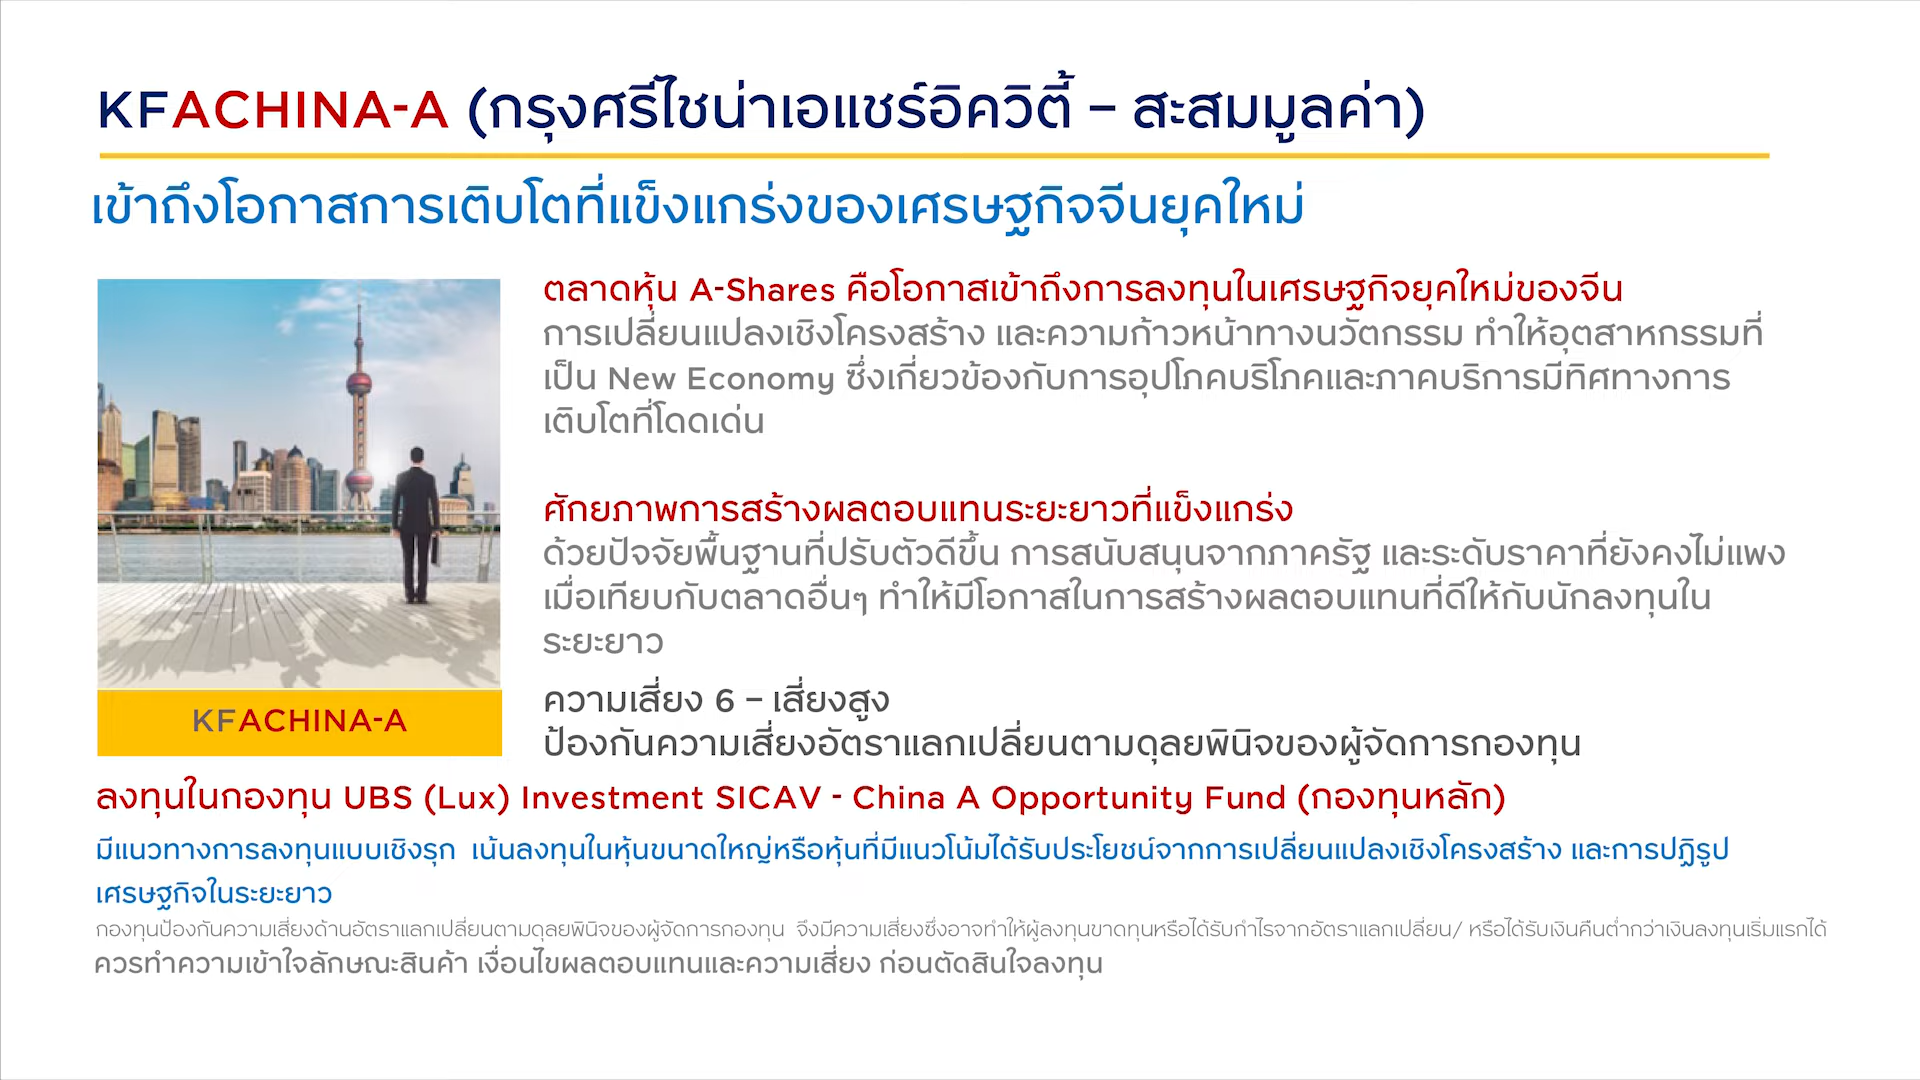 KFACHINA-A (กรุงศรีไชน่าเอแชร์อิควิตี้ – สะสมมูลค่า)
เข้าถึงโอกาสการเติบโตที่แข็งแกร่งของเศรษฐกิจจีนยุคใหม่
ตลาดหุ้น A-Shares คือโอกาสเข้าถึงการลงทุนในเศรษฐกิจยุคใหม่ของจีน
การเปลี่ยนแปลงเชิงโครงสร้าง และความก้าวหน้าทางนวัตกรรม ทำให้อุตสาหกรรมที่
เป็น New Economy ซึ่งเกี่ยวข้องกับการอุปโภคบริโภคและภาคบริการมีทิศทางการ
เติบโตที่โดดเด่น
ศักยภาพการสร้างผลตอบแทนระยะยาวที่แข็งแกร่ง
ด้วยปัจจัยพื้นฐานที่ปรับตัวดีขึ้น การสนับสนุนจากภาครัฐ และระดับราคาที่ยังคงไม่แพง
เมื่อเทียบกับตลาดอื่นๆ ทำให้มีโอกาสในการสร้างผลตอบแทนที่ดีให้กับนักลงทุนใน
ระยะยาว
KFACHINA-A
ความเสี่ยง 6 – เสี่ยงสูง
ป้องกันความเสี่ยงอัตราแลกเปลี่ยนตามดุลยพินิจของผู้จัดการกองทุน
ลงทุนในกองทุน UBS (Lux) Investment SICAV - China A Opportunity Fund (กองทุนหลัก)
มีแนวทางการลงทุนแบบเชิงรุก เน้นลงทุนในหุ้นขนาดใหญ่หรือหุ้นที่มีแนวโน้มได้รับประโยชน์จากการเปลี่ยนแปลงเชิงโครงสร้าง และการปฏิรูป
เศรษฐกิจในระยะยาว
กองทุนป้องกันความเสี่ยงด้านอัตราแลกเปลี่ยนตามดุลยพินิจของผู้จัดการกองทุน จึงมีความเสี่ยงซึ่งอาจทำให้ผู้ลงทุนขาดทุนหรือได้รับกำไรจากอัตราแลกเปลี่ยน/ หรือได้รับเงินคืนต่ำกว่าเงินลงทุนเริ่มแรกได้
ควรทำความเข้าใจลักษณะสินค้า เงื่อนไขผลตอบแทนและความเสี่ยง ก่อนตัดสินใจลงทุน